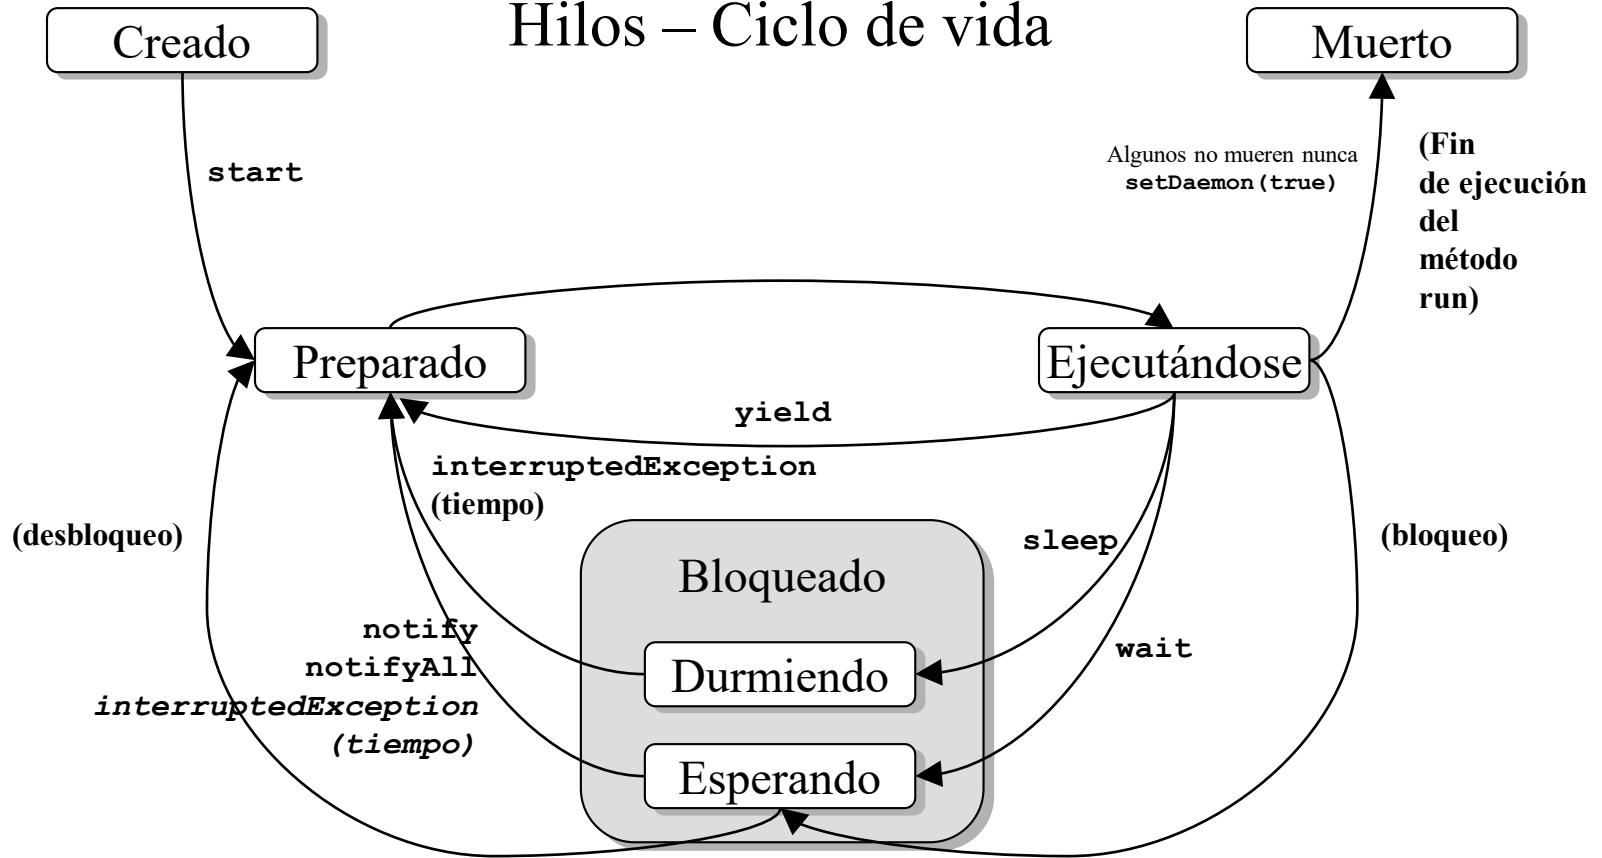 Hilos – Ciclo de vida
Creado
Muerto
start
Algunos no mueren nunca
setDaemon(true)
(Fin
de ejecución
del
método
run)
Preparado
Ejecutándose
yield
interruptedException
(tiempo)
(desbloqueo)
sleep
(bloqueo)
Bloqueado
notify
notifyAll
interruptedException
(tiempo)
wait
Durmiendo
Esperando